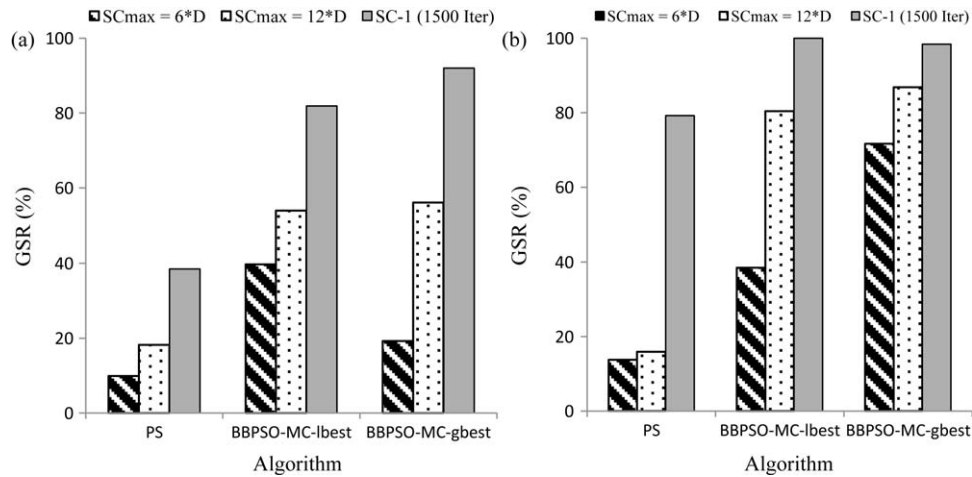 SCmax = 6*D SCmax = 12*D SC-1 (1500 Iter)
(a)
GSR (%)
100
80
60
40
20
0
PS BBPSO-MC-lbest BBPSO-MC-gbest
Algorithm
SCmax = 6*D SCmax = 12*D SC-1 (1500 Iter)
(b)
GSR (%)
100
80
60
40
20
0
PS BBPSO-MC-lbest BBPSO-MC-gbest
Algorithm